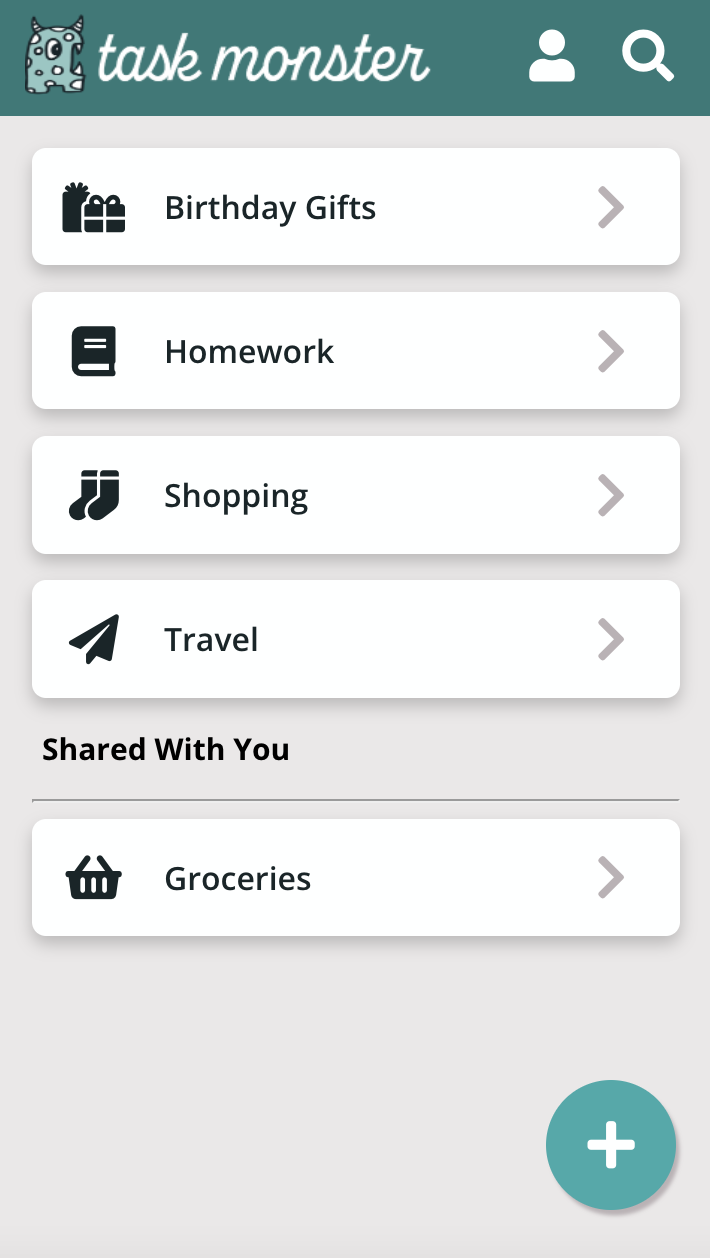 task monster
Birthday Gifts
Homework
Shopping
Travel
Shared With You
Groceries